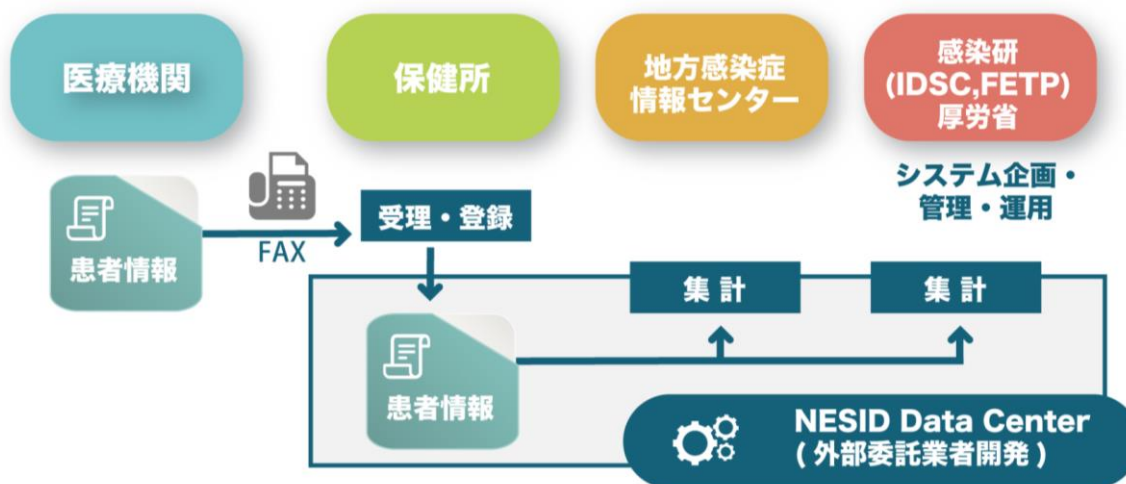 医療機関
保健所
地方感染症
情報センター
感染研
(IDSC,FETP)
厚労省
システム企画・
管理・運用
患者情報
FAX
受理・登録
集計
集計
患者情報
NESID Data Center
( 外部委託業者開発 )